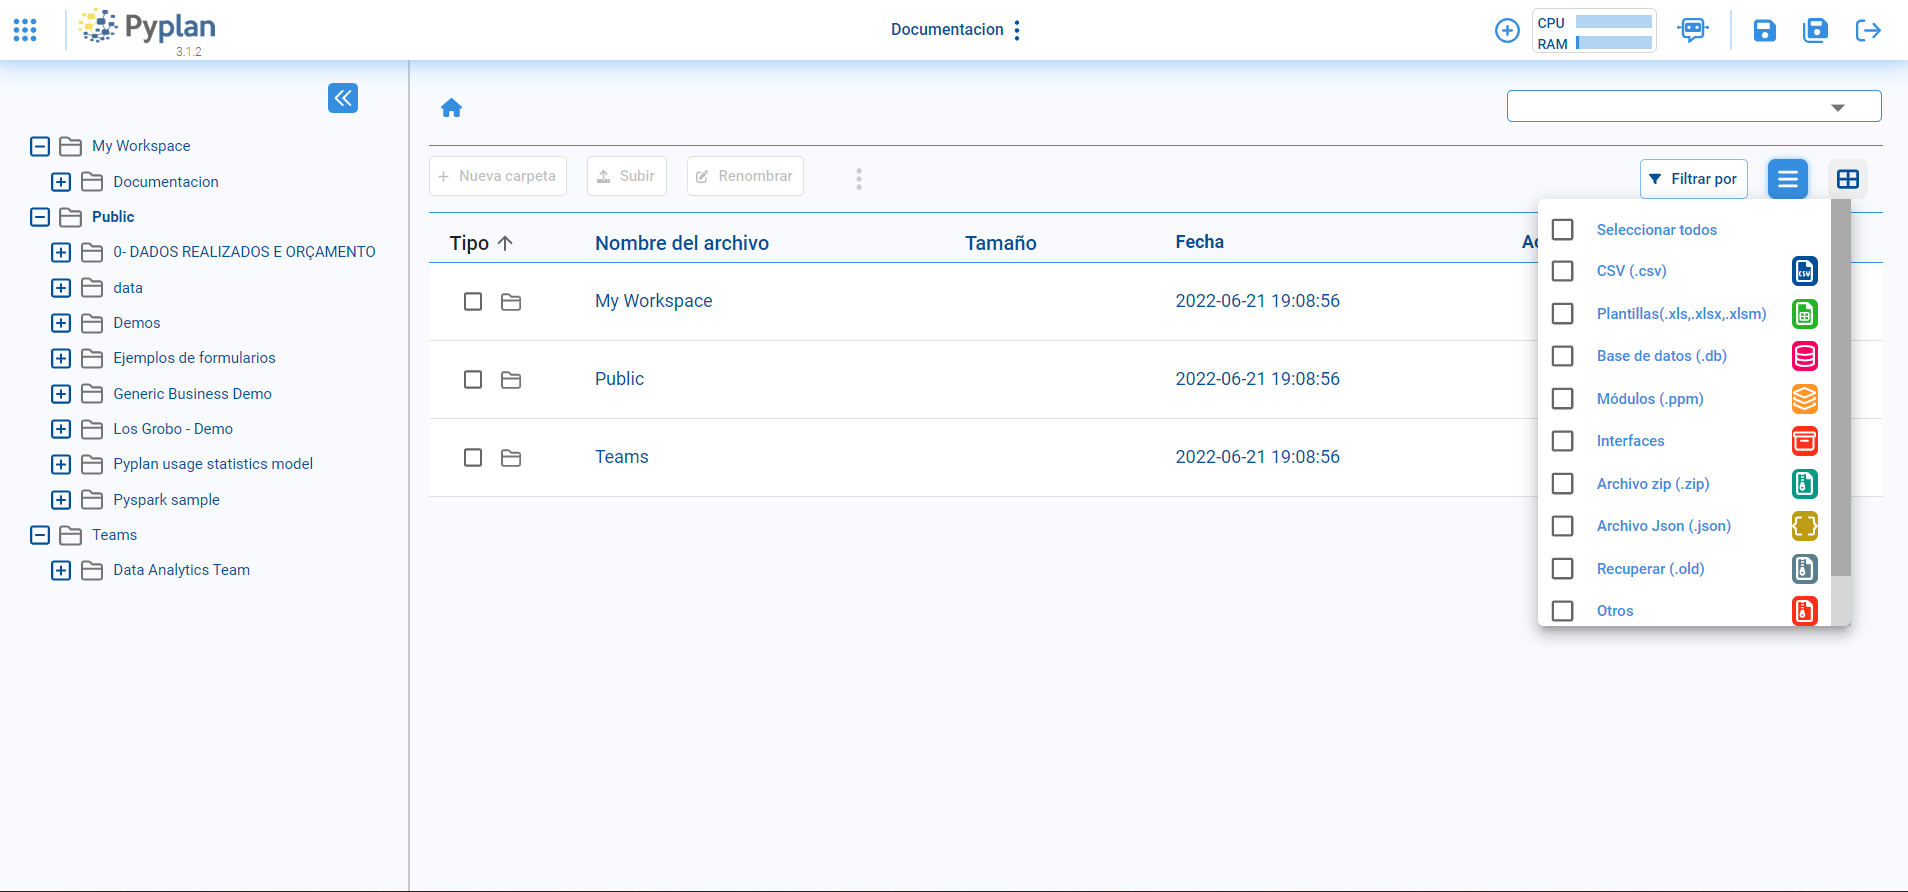 Pyplan
3.1.2
Documentacion
CPU
RAM
My Workspace
Documentacion
Public
0- DADOS REALIZADOS E ORÇAMENTO
data
Demos
Ejemplos de formularios
Generic Business Demo
Los Grobo - Demo
Pyplan usage statistics model
Pyspark sample
Teams
Data Analytics Team
Nueva carpeta
Subir
Renombrar
Filtrar por
Tipo Nombre del archivo Tamaño Fecha
My Workspace 2022-06-21 19:08:56
Public 2022-06-21 19:08:56
Teams 2022-06-21 19:08:56
Seleccionar todos
CSV (.csv)
Plantillas(.xls,.xlsx,.xlsm)
Base de datos (.db)
Módulos (.ppm)
Interfaces
Archivo zip (.zip)
Archivo Json (.json)
Recuperar (.old)
Otros